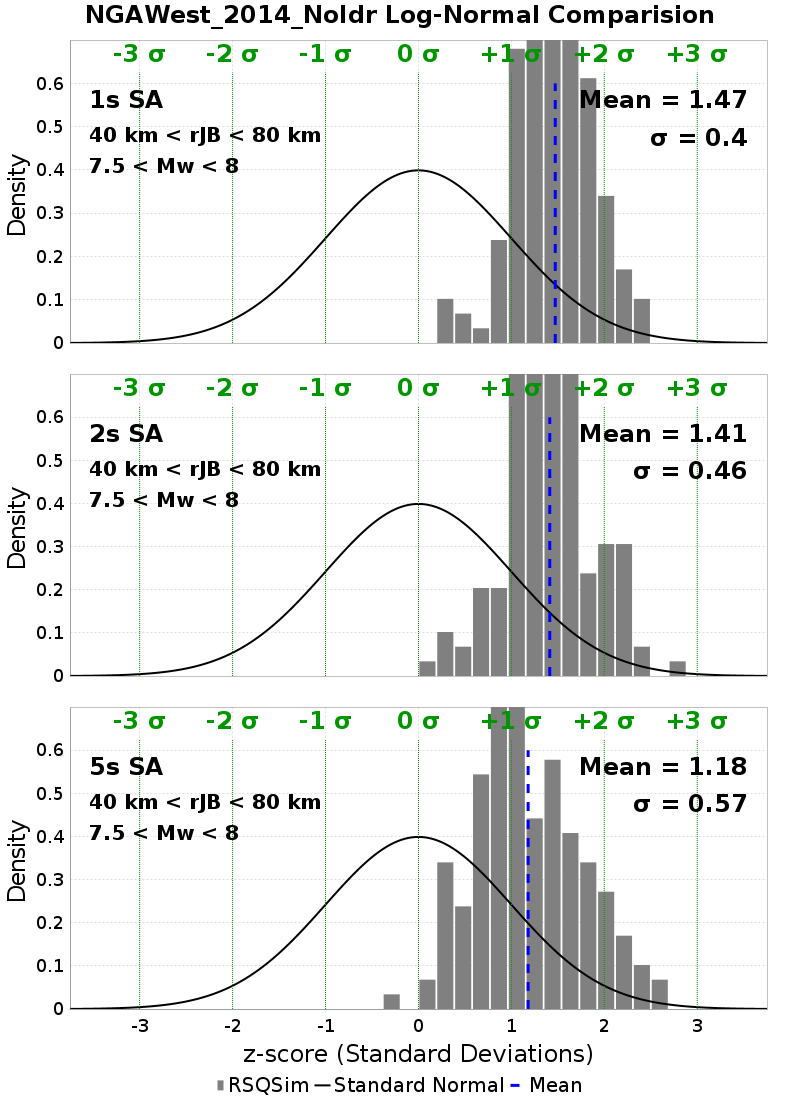 NGAWest_2014_NoIdr Log-Normal Comparision
-3 σ -2 σ -1 σ 0 σ +1 σ +2 σ +3 σ
1s SA Mean = 1.47
40 km < rJB < 80 km σ = 0.4
7.5 < Mw < 8
0.6
0.5
0.4
0.3
0.2
0.1
0
Density
-3 σ -2 σ -1 σ 0 σ +1 σ +2 σ +3 σ
2s SA Mean = 1.41
40 km < rJB < 80 km σ = 0.46
7.5 < Mw < 8
0.6
0.5
0.4
0.3
0.2
0.1
0
Density
-3 σ -2 σ -1 σ 0 σ +1 σ +2 σ +3 σ
5s SA Mean = 1.18
40 km < rJB < 80 km σ = 0.57
7.5 < Mw < 8
0.6
0.5
0.4
0.3
0.2
0.1
0
Density
-3 -2 -1 0 1 2 3
z-score (Standard Deviations)
RSQSim Standard Normal Mean